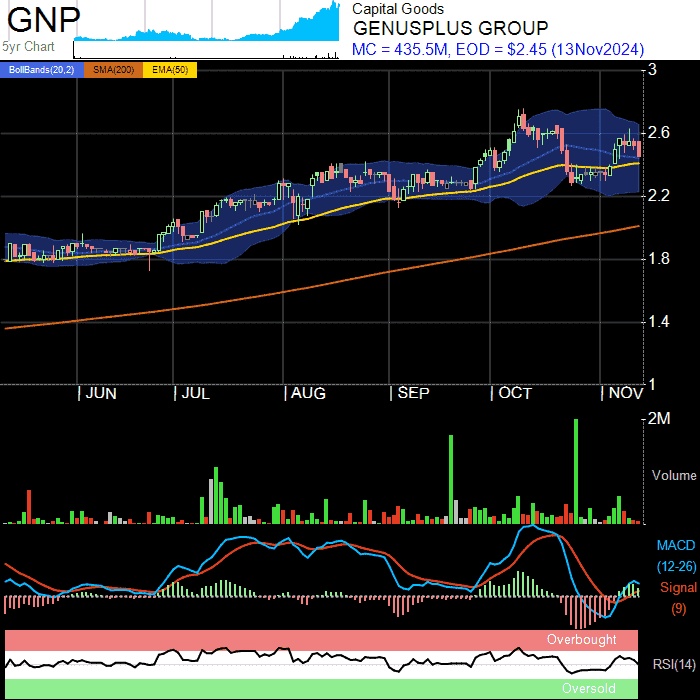 GNP
5yr Chart
Capital Goods
GENUSPLUS GROUP
MC = 435.5M, EOD = $2.45 (13Nov2024)
BollBands(20,2) SMA(200) EMA(50)
3
2.6
2.2
1.8
1.4
1
| JUN | JUL | AUG | SEP | OCT | NOV
2M
Volume
MACD
(12-26)
Signal
(9)
Overbought
RSI(14)
Oversold